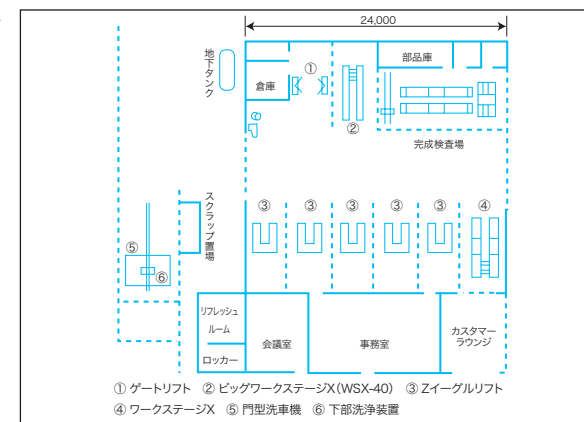 24,000
地下タンク
倉庫
①
②
部品庫
完成検査場
スクラップ置場
③
③
③
③
③
④
⑤
⑥
リフレッシュ
ルーム
ロッカー
会議室
事務室
カスタマー
ラウンジ
① ゲートリフト ② ビッグワークステージX(WSX-40) ③ Zイーグルリフト
④ ワークステージX ⑤ 門型洗車機 ⑥ 下部洗浄装置